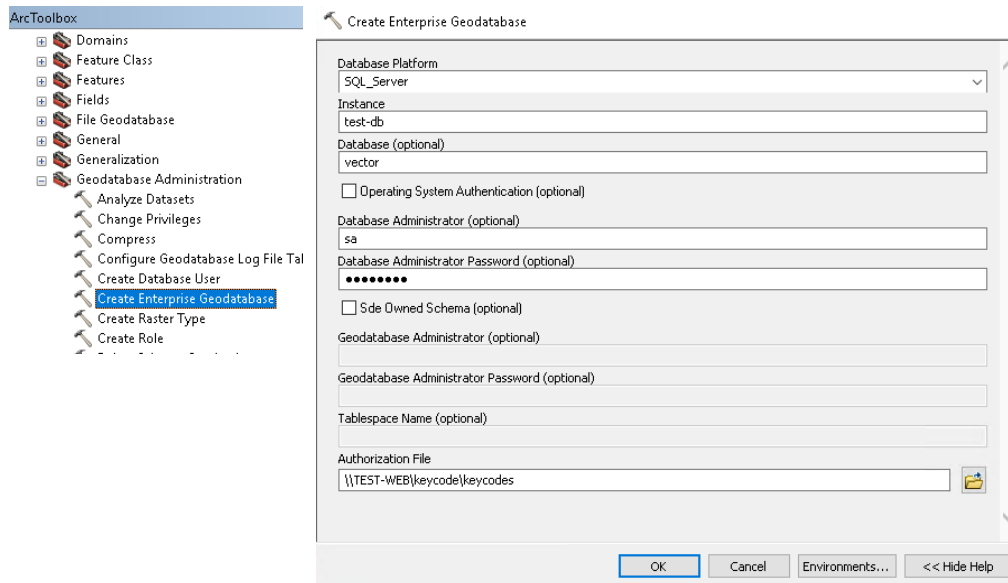 ArcToolbox
Domains
Feature Class
Features
Fields
File Geodatabase
General
Generalization
Geodatabase Administration
Analyze Datasets
Change Privileges
Compress
Configure Geodatabase Log File Tal
Create Database User
Create Enterprise Geodatabase
Create Raster Type
Create Role
Create Enterprise Geodatabase
Database Platform
SQL_Server
Instance
test-db
Database (optional)
vector
Operating System Authentication (optional)
Database Administrator (optional)
sa
Database Administrator Password (optional)
●●●●●●●●
Sde Owned Schema (optional)
Geodatabase Administrator (optional)
Geodatabase Administrator Password (optional)
Tablespace Name (optional)
Authorization File
\\TEST-WEB\keycode\keycodes
OK
Cancel
Environments...
<< Hide Help